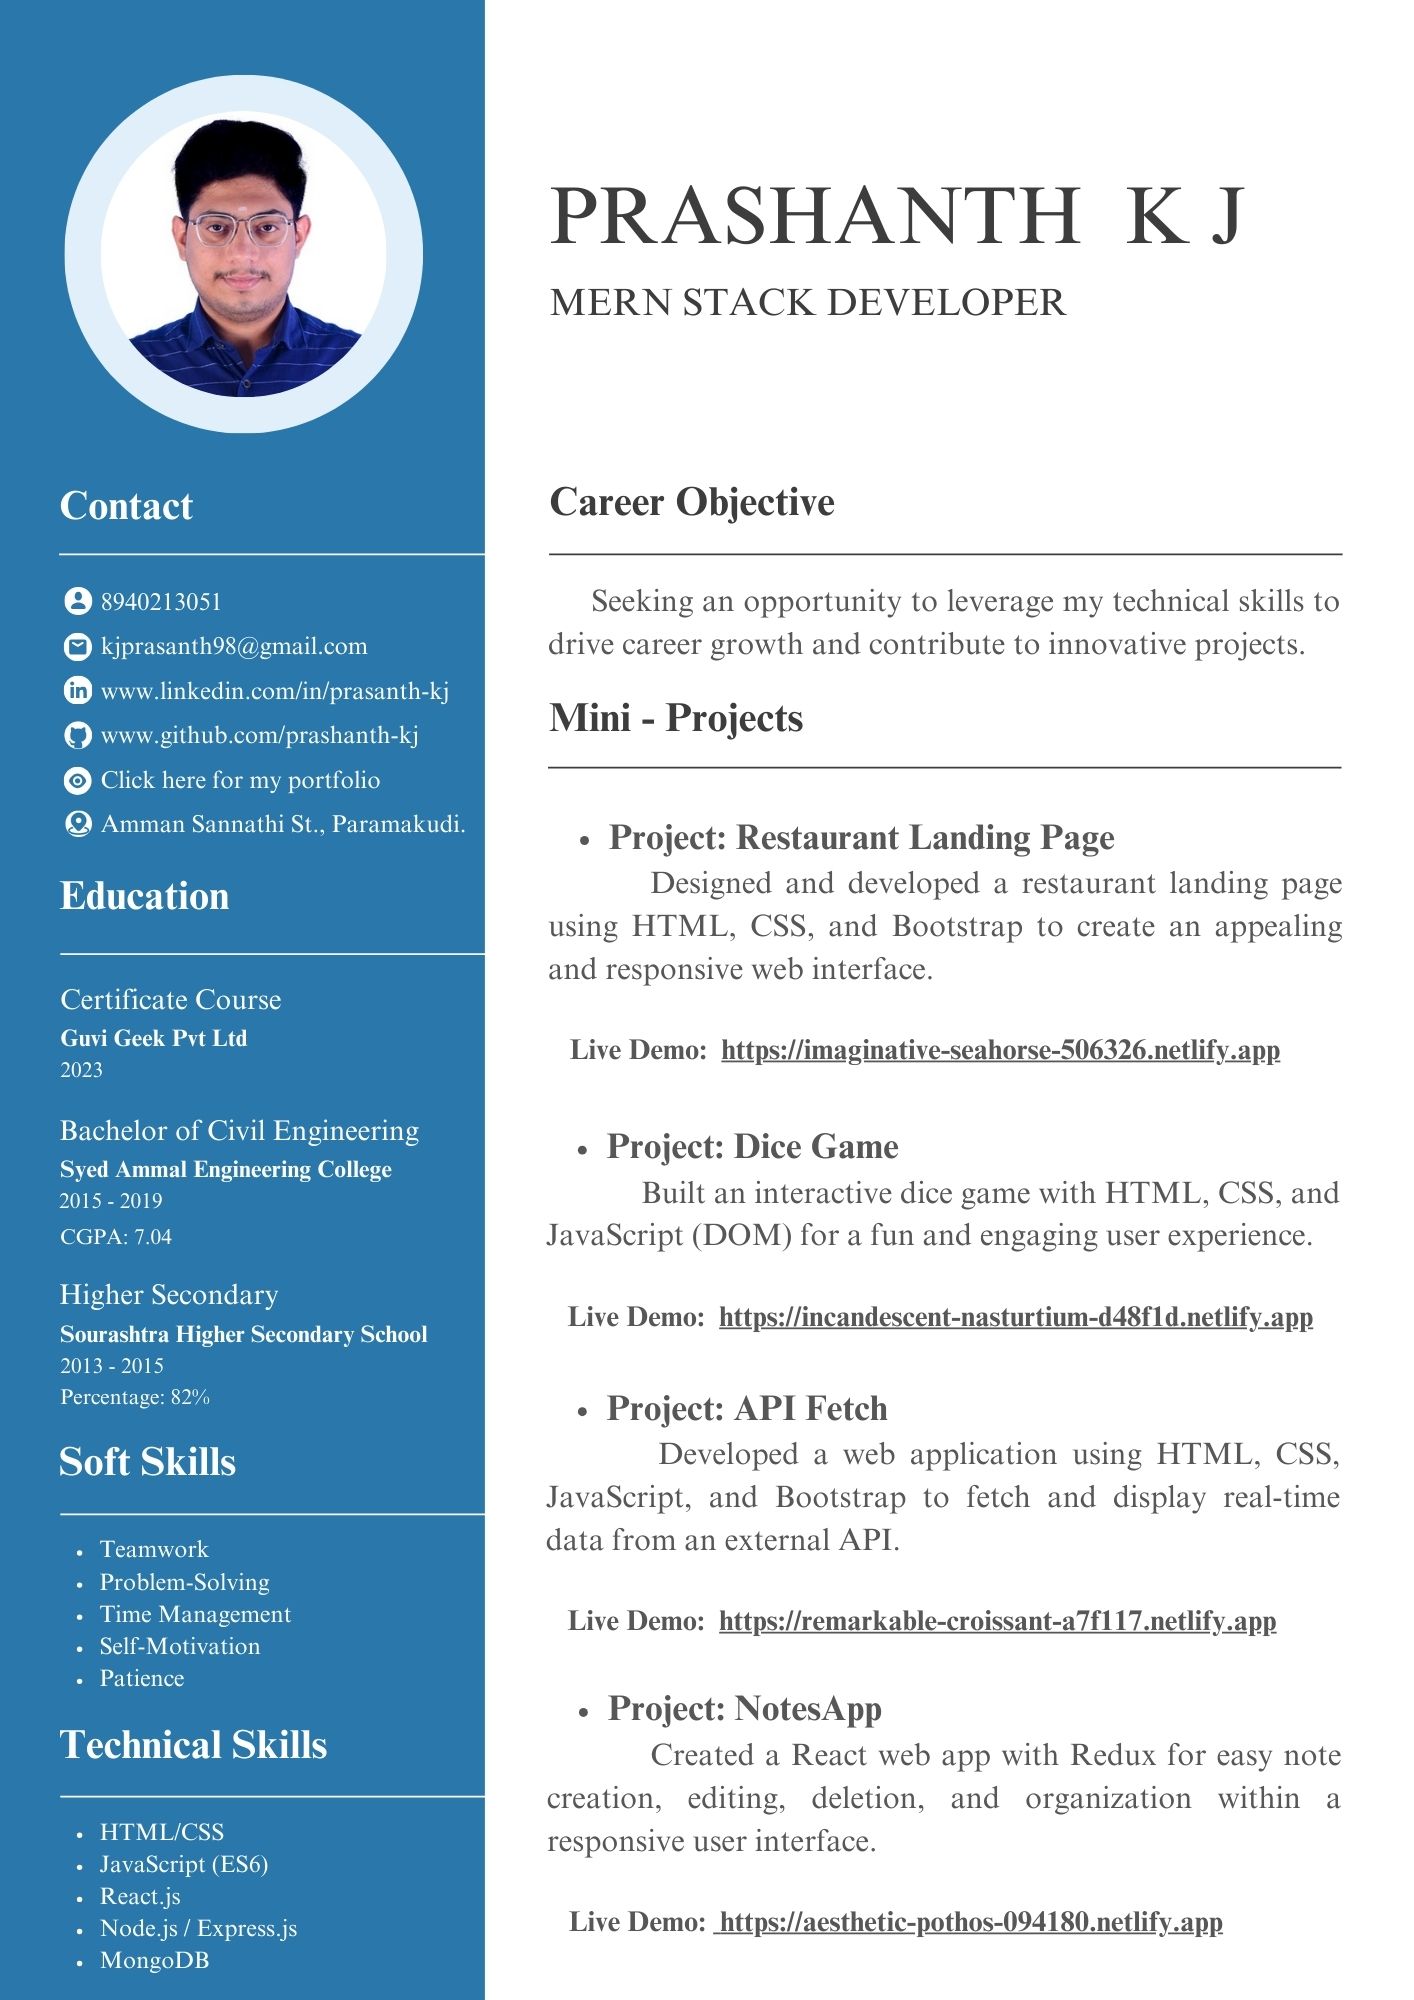 PRASHANTH K J
MERN STACK DEVELOPER
Contact
8940213051
kjprasanth98@gmail.com
www.linkedin.com/in/prasanth-kj
www.github.com/prashanth-kj
Click here for my portfolio
Amman Sannathi St., Paramakudi.
Education
Certificate Course
Guvi Geek Pvt Ltd
2023
Bachelor of Civil Engineering
Syed Ammal Engineering College
2015 - 2019
CGPA: 7.04
Higher Secondary
Sourashtra Higher Secondary School
2013 - 2015
Percentage: 82%
Soft Skills
• Teamwork
• Problem-Solving
• Time Management
• Self-Motivation
• Patience
Technical Skills
• HTML/CSS
• JavaScript (ES6)
• React.js
• Node.js / Express.js
• MongoDB
Career Objective
Seeking an opportunity to leverage my technical skills to
drive career growth and contribute to innovative projects.
Mini - Projects
• Project: Restaurant Landing Page
Designed and developed a restaurant landing page
using HTML, CSS, and Bootstrap to create an appealing
and responsive web interface.
Live Demo: https://imaginative-seahorse-506326.netlify.app
• Project: Dice Game
Built an interactive dice game with HTML, CSS, and
JavaScript (DOM) for a fun and engaging user experience.
Live Demo: https://incandescent-nasturtium-d48f1d.netlify.app
• Project: API Fetch
Developed a web application using HTML, CSS,
JavaScript, and Bootstrap to fetch and display real-time
data from an external API.
Live Demo: https://remarkable-croissant-a7f117.netlify.app
• Project: NotesApp
Created a React web app with Redux for easy note
creation, editing, deletion, and organization within a
responsive user interface.
Live Demo: https://aesthetic-pothos-094180.netlify.app